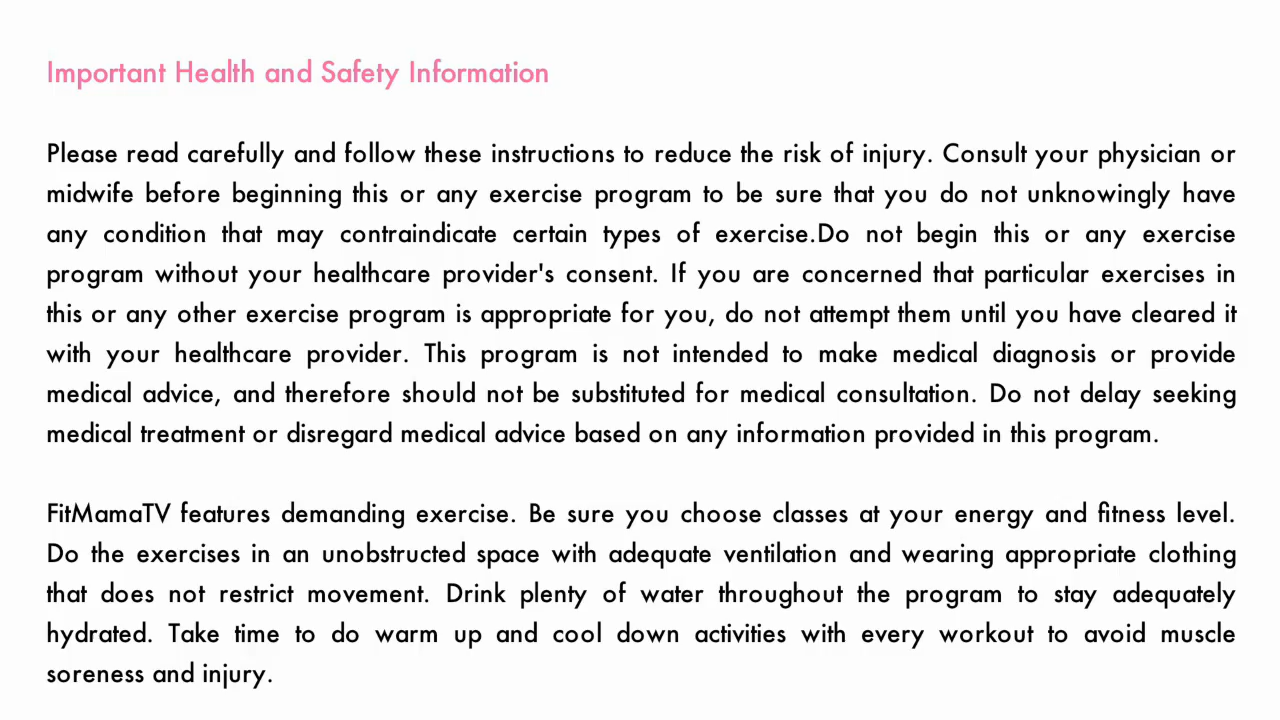 Important Health and Safety Information
Please read carefully and follow these instructions to reduce the risk of injury. Consult your physician or
midwife before beginning this or any exercise program to be sure that you do not unknowingly have
any condition that may contraindicate certain types of exercise.Do not begin this or any exercise
program without your healthcare provider's consent. If you are concerned that particular exercises in
this or any other exercise program is appropriate for you, do not attempt them until you have cleared it
with your healthcare provider. This program is not intended to make medical diagnosis or provide
medical advice, and therefore should not be substituted for medical consultation. Do not delay seeking
medical treatment or disregard medical advice based on any information provided in this program.
FitMamaTV features demanding exercise. Be sure you choose classes at your energy and fitness level.
Do the exercises in an unobstructed space with adequate ventilation and wearing appropriate clothing
that does not restrict movement. Drink plenty of water throughout the program to stay adequately
hydrated. Take time to do warm up and cool down activities with every workout to avoid muscle
soreness and injury.